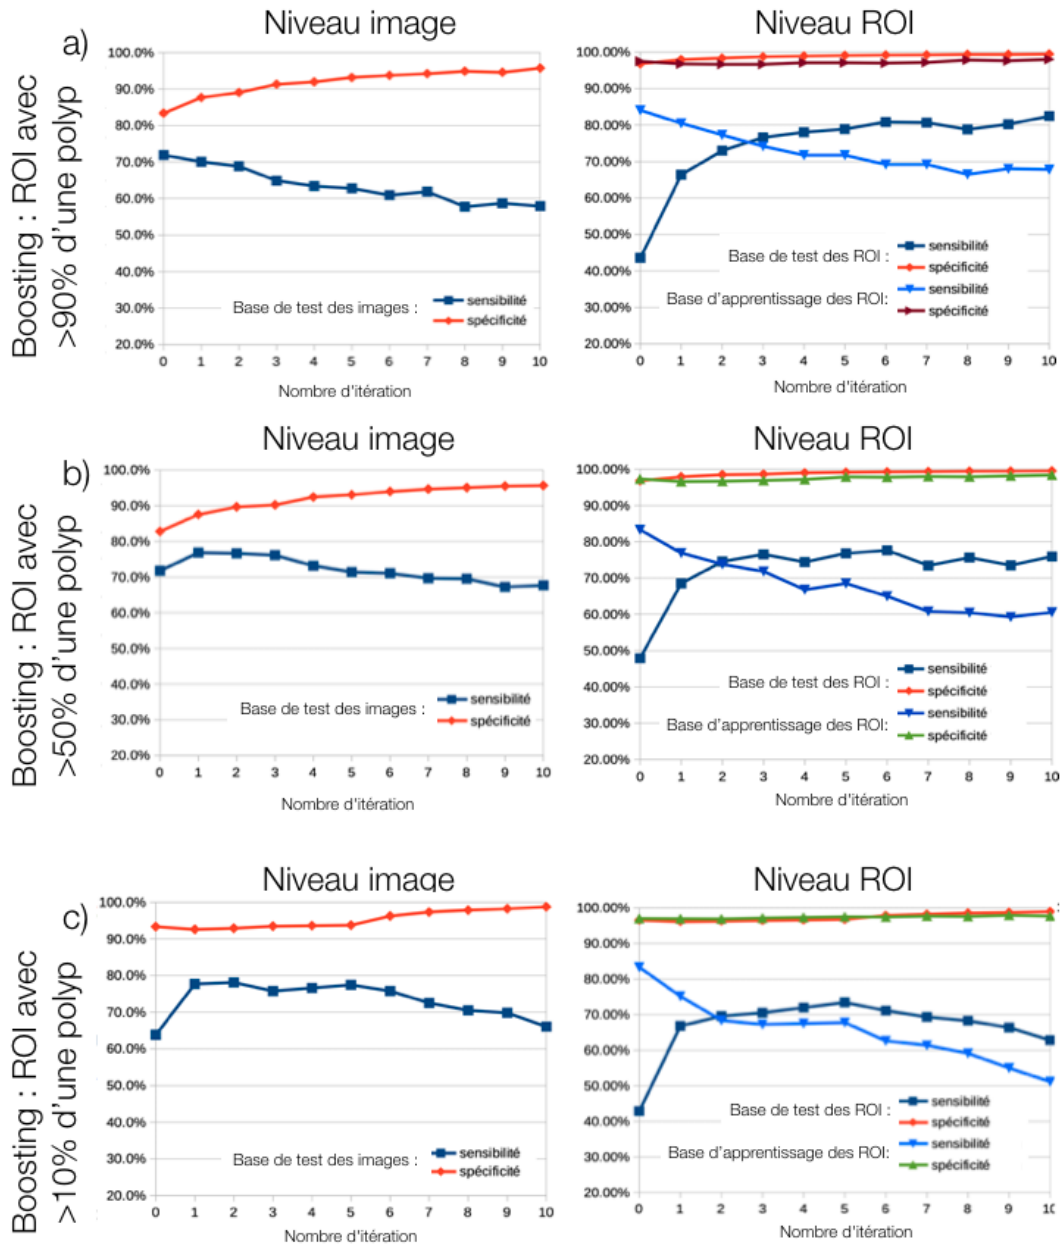 a)
Boosting : ROI avec
>90% d'une polyp
Niveau image
100.0%
90.0%
80.0%
70.0%
60.0%
50.0%
40.0%
30.0%
20.0%
Base de test des images :
sensibilité
spécificité
0 1 2 3 4 5 6 7 8 9 10
Nombre d'itération
Niveau ROI
100.00%
90.00%
80.00%
70.00%
60.00%
50.00%
40.00%
30.00%
20.00%
Base de test des ROI :
sensibilité
spécificité
Base d'apprentissage des ROI:
sensibilité
spécificité
0 1 2 3 4 5 6 7 8 9 10
Nombre d'itération
b)
Boosting : ROI avec
>50% d'une polyp
Niveau image
100.0%
90.0%
80.0%
70.0%
60.0%
50.0%
40.0%
30.0%
20.0%
Base de test des images :
sensibilité
spécificité
0 1 2 3 4 5 6 7 8 9 10
Nombre d'itération
Niveau ROI
100.00%
90.00%
80.00%
70.00%
60.00%
50.00%
40.00%
30.00%
20.00%
Base de test des ROI :
sensibilité
spécificité
Base d'apprentissage des ROI:
sensibilité
spécificité
0 1 2 3 4 5 6 7 8 9 10
Nombre d'itération
c)
Boosting : ROI avec
>10% d'une polyp
Niveau image
100.0%
90.0%
80.0%
70.0%
60.0%
50.0%
40.0%
30.0%
20.0%
Base de test des images :
sensibilité
spécificité
0 1 2 3 4 5 6 7 8 9 10
Nombre d'itération
Niveau ROI
100.00%
90.00%
80.00%
70.00%
60.00%
50.00%
40.00%
30.00%
20.00%
Base de test des ROI :
sensibilité
spécificité
Base d'apprentissage des ROI:
sensibilité
spécificité
0 1 2 3 4 5 6 7 8 9 10
Nombre d'itération